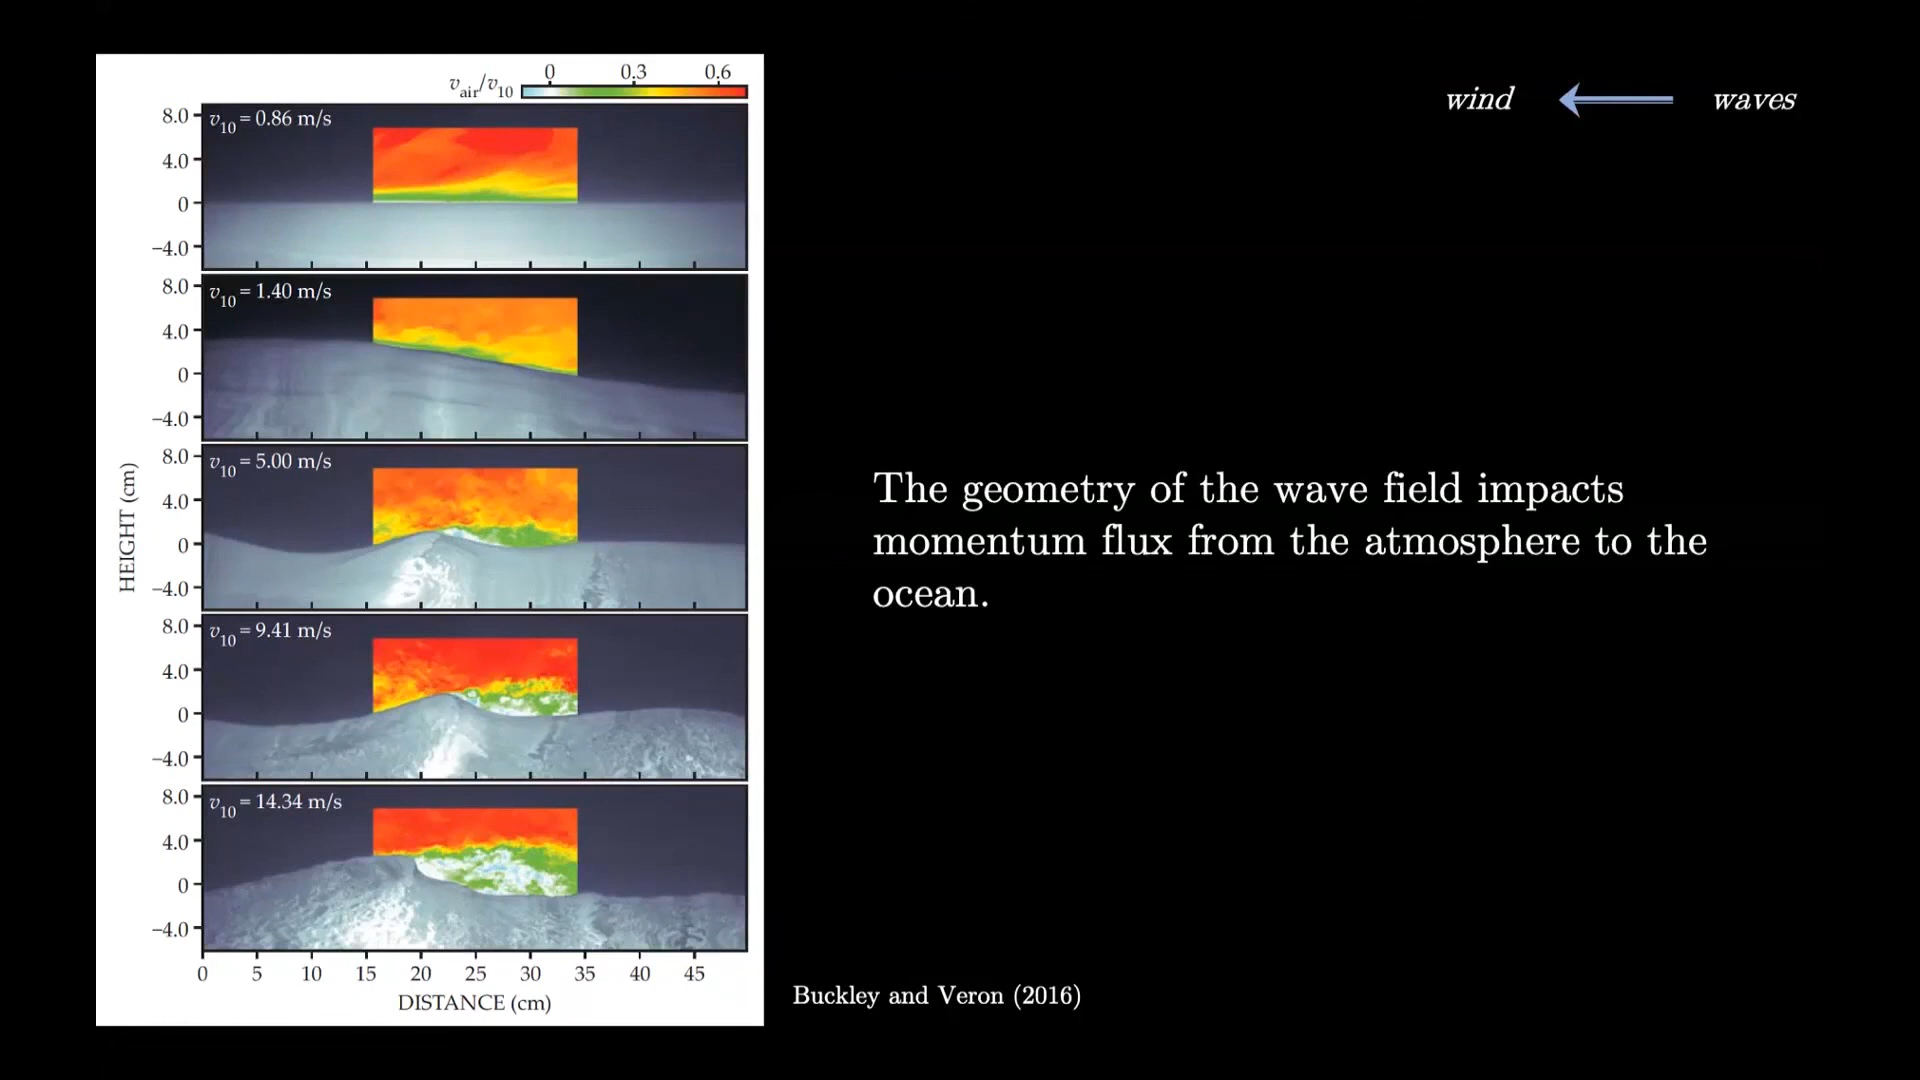 v_air/v_10
0 0.3 0.6
wind waves
v_10 = 0.86 m/s
8.0
4.0
0
−4.0
v_10 = 1.40 m/s
8.0
4.0
0
−4.0
v_10 = 5.00 m/s
8.0
4.0
0
−4.0
v_10 = 9.41 m/s
8.0
4.0
0
−4.0
v_10 = 14.34 m/s
8.0
4.0
0
−4.0
HEIGHT (cm)
0 5 10 15 20 25 30 35 40 45
DISTANCE (cm)
The geometry of the wave field impacts
momentum flux from the atmosphere to the
ocean.
Buckley and Veron (2016)